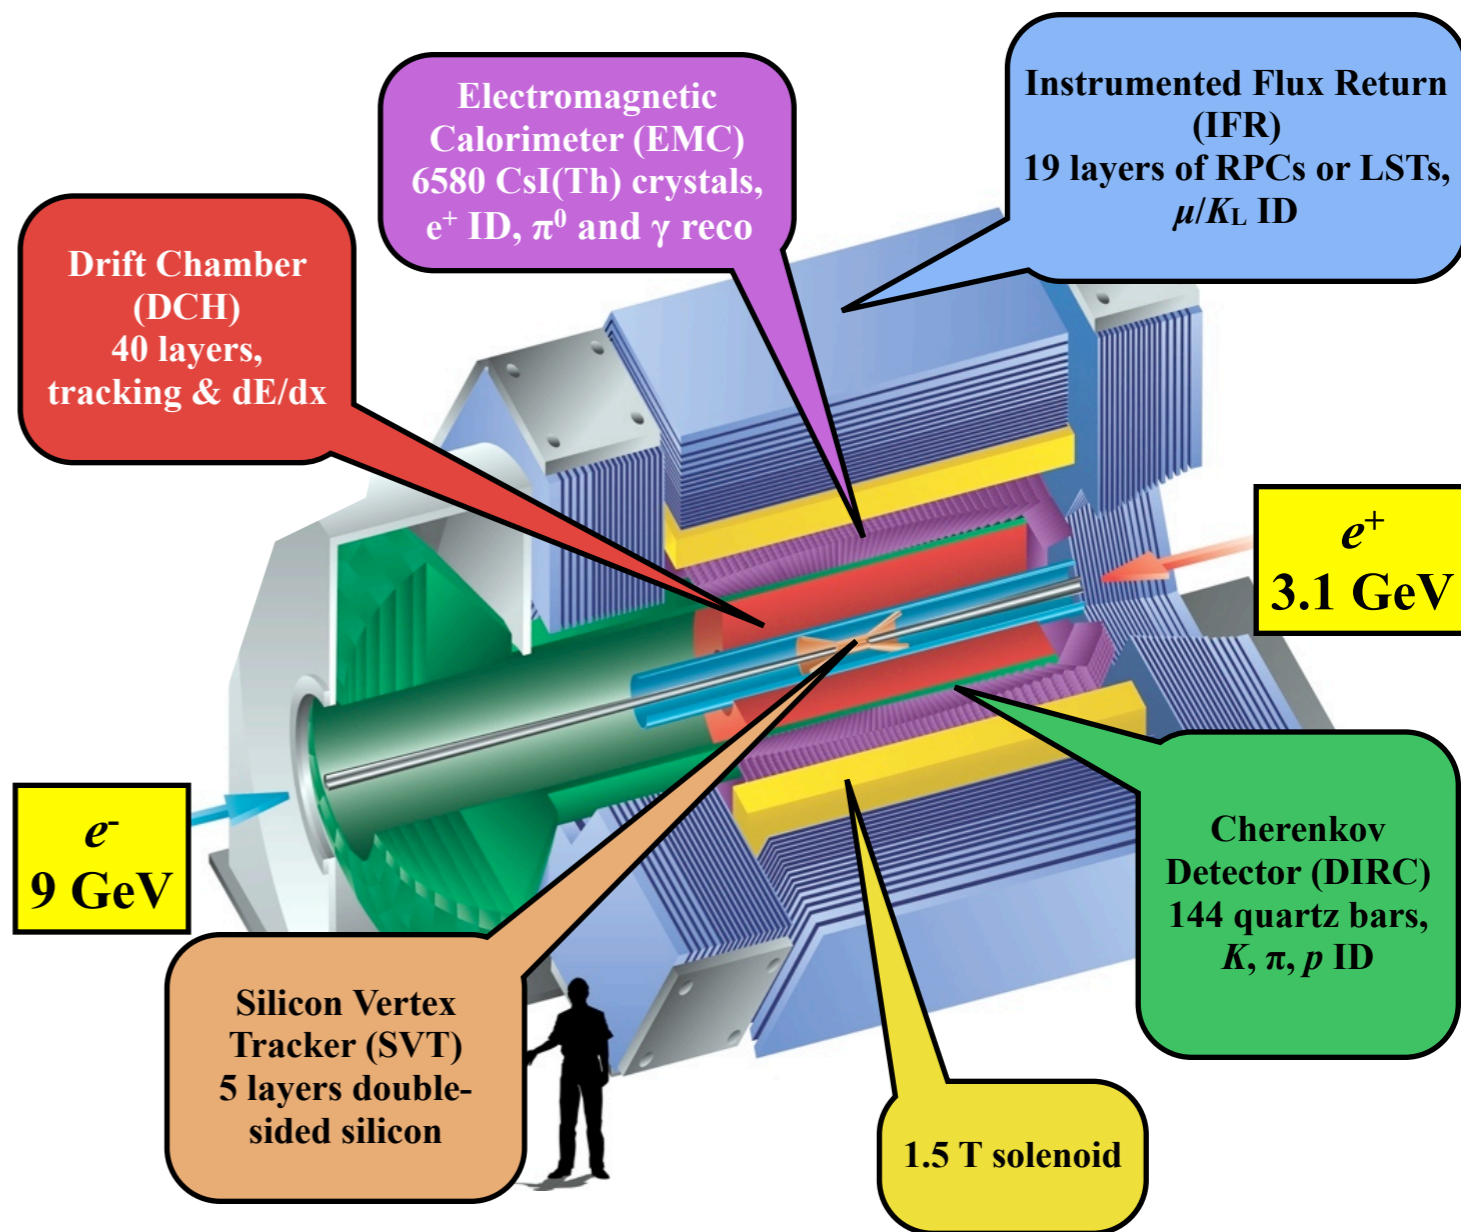 Electromagnetic
Calorimeter (EMC)
6580 CsI(Th) crystals,
e⁺ ID, π⁰ and γ reco
Instrumented Flux Return
(IFR)
19 layers of RPCs or LSTs,
μ/K_L ID
Drift Chamber
(DCH)
40 layers,
tracking & dE/dx
e⁺
3.1 GeV
e⁻
9 GeV
Cherenkov
Detector (DIRC)
144 quartz bars,
K, π, p ID
Silicon Vertex
Tracker (SVT)
5 layers double-
sided silicon
1.5 T solenoid